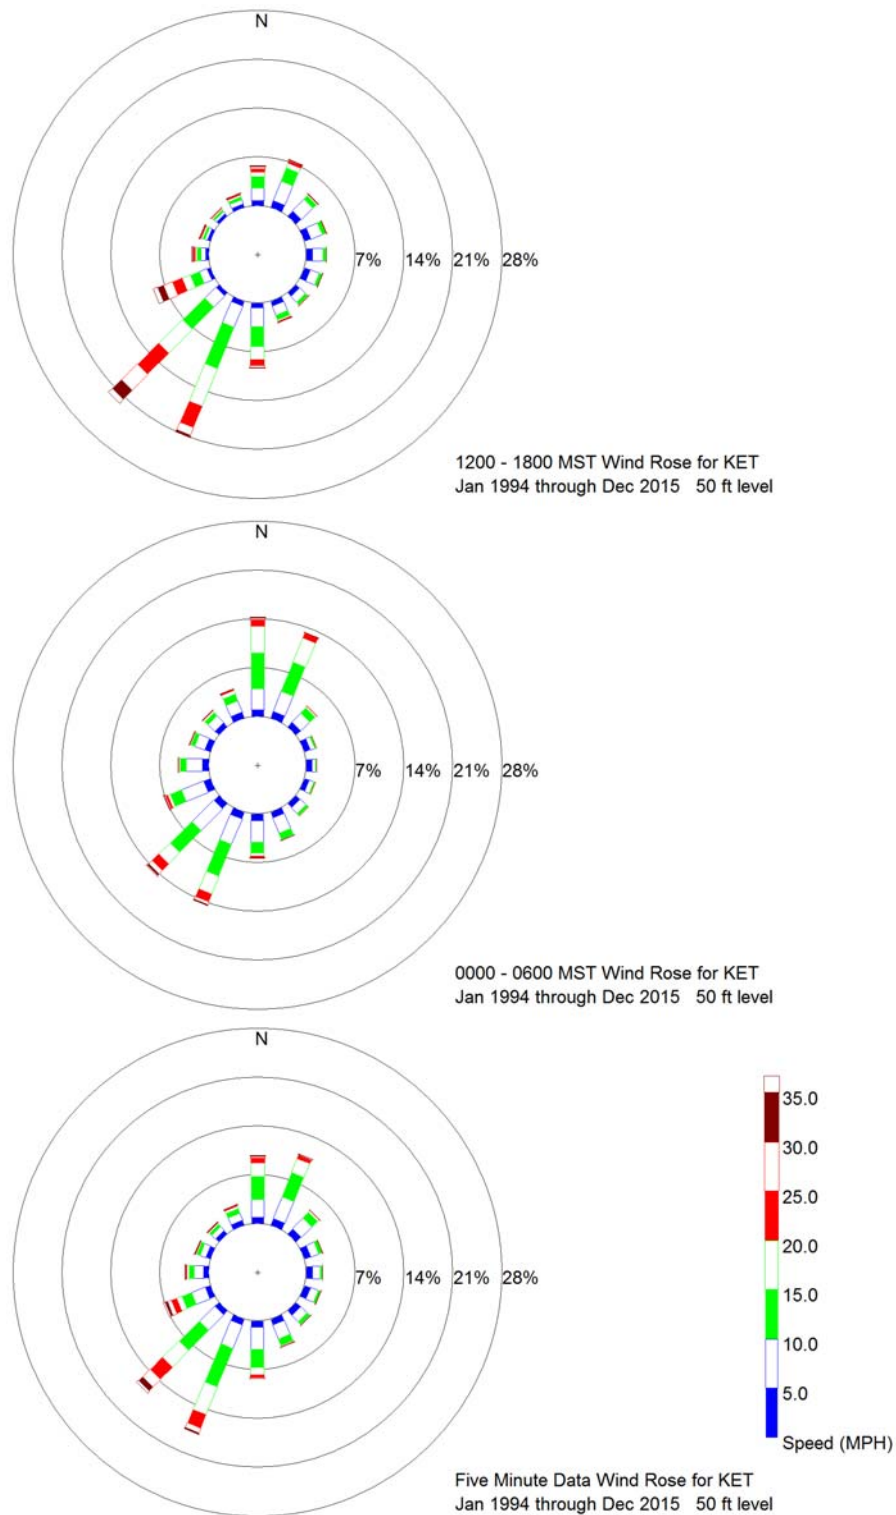 N
7% 14% 21% 28%
1200 - 1800 MST Wind Rose for KET
Jan 1994 through Dec 2015 50 ft level
N
7% 14% 21% 28%
0000 - 0600 MST Wind Rose for KET
Jan 1994 through Dec 2015 50 ft level
N
7% 14% 21% 28%
35.0
30.0
25.0
20.0
15.0
10.0
5.0
Speed (MPH)
Five Minute Data Wind Rose for KET
Jan 1994 through Dec 2015 50 ft level